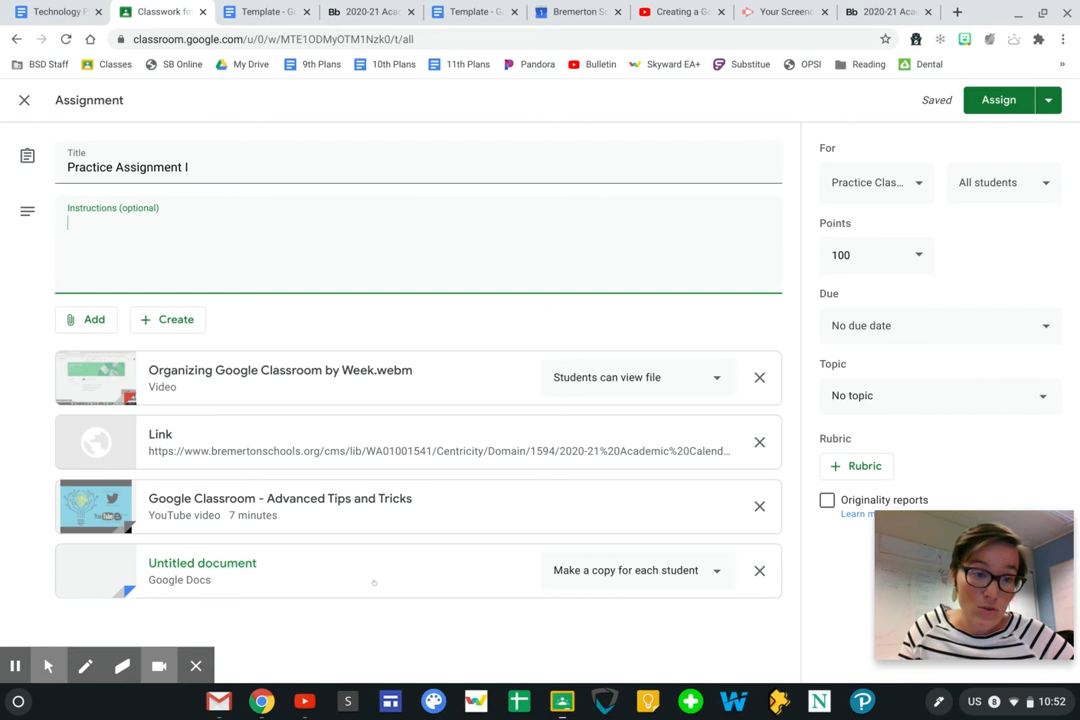 Technology P
Classwork fo
Template - G
2020-21 Aca
Template - G
Bremerton S
Creating a G
Your Screen
2020-21 Aca
classroom.google.com/u/0/w/MTE1ODMyOTM1Nzk0/t/all
BSD Staff
Classes
SB Online
My Drive
9th Plans
10th Plans
11th Plans
Pandora
Bulletin
Skyward EA+
Substitue
OPSI
Reading
Dental
»
Assignment
Saved
Assign
Title
Practice Assignment I
Instructions (optional)
Add
Create
Organizing Google Classroom by Week.webm
Video
Students can view file
Link
https://www.bremertonschools.org/cms/lib/WA01001541/Centricity/Domain/1594/2020-21%20Academic%20Calend...
Google Classroom - Advanced Tips and Tricks
YouTube video 7 minutes
Untitled document
Google Docs
Make a copy for each student
For
Practice Clas...
All students
Points
100
Due
No due date
Topic
No topic
Rubric
Rubric
Originality reports
Learn m
US
8
10:52